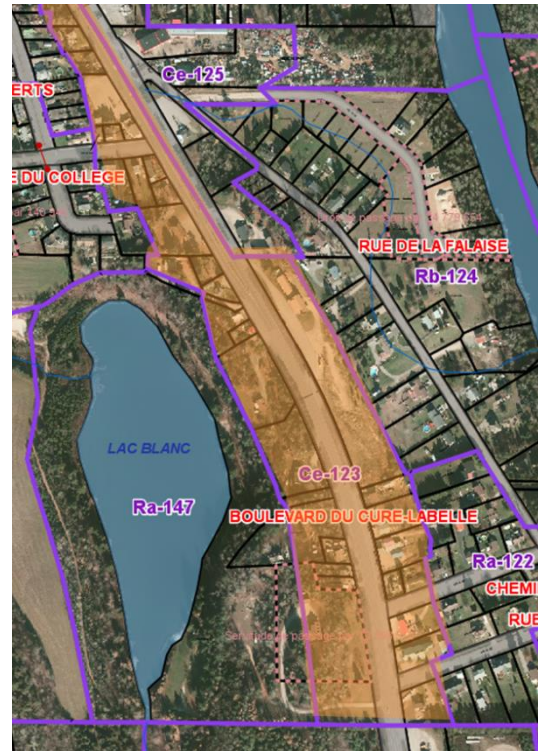 Ce-125
ERTS
E DU COLLEGE
RUE DE LA FALAISE
Rb-124
LAC BLANC
Ce-123
Ra-147
BOULEVARD DU CURE-LABELLE
Ra-122
CHEMI
RUE